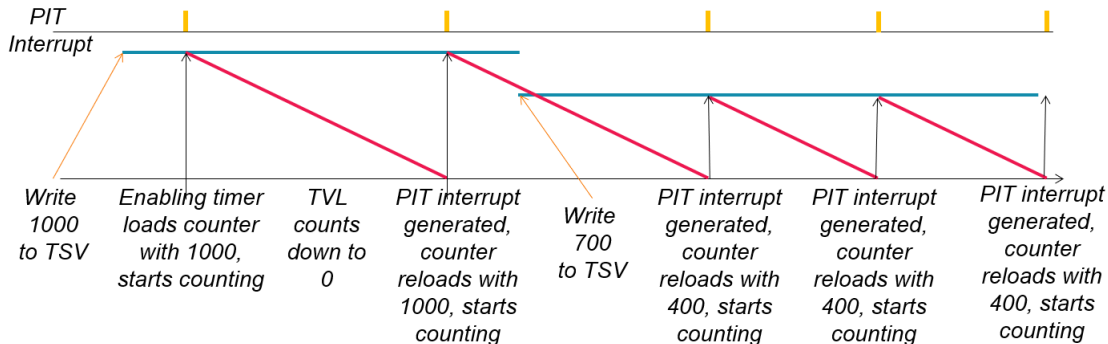 PIT
Interrupt
Write
1000
to TSV
Enabling timer
loads counter
with 1000,
starts counting
TVL
counts
down to
0
PIT interrupt
generated,
counter
reloads with
1000, starts
counting
Write
700
to TSV
PIT interrupt
generated,
counter
reloads with
400, starts
counting
PIT interrupt
generated,
counter
reloads with
400, starts
counting
PIT interrupt
generated,
counter
reloads with
400, starts
counting